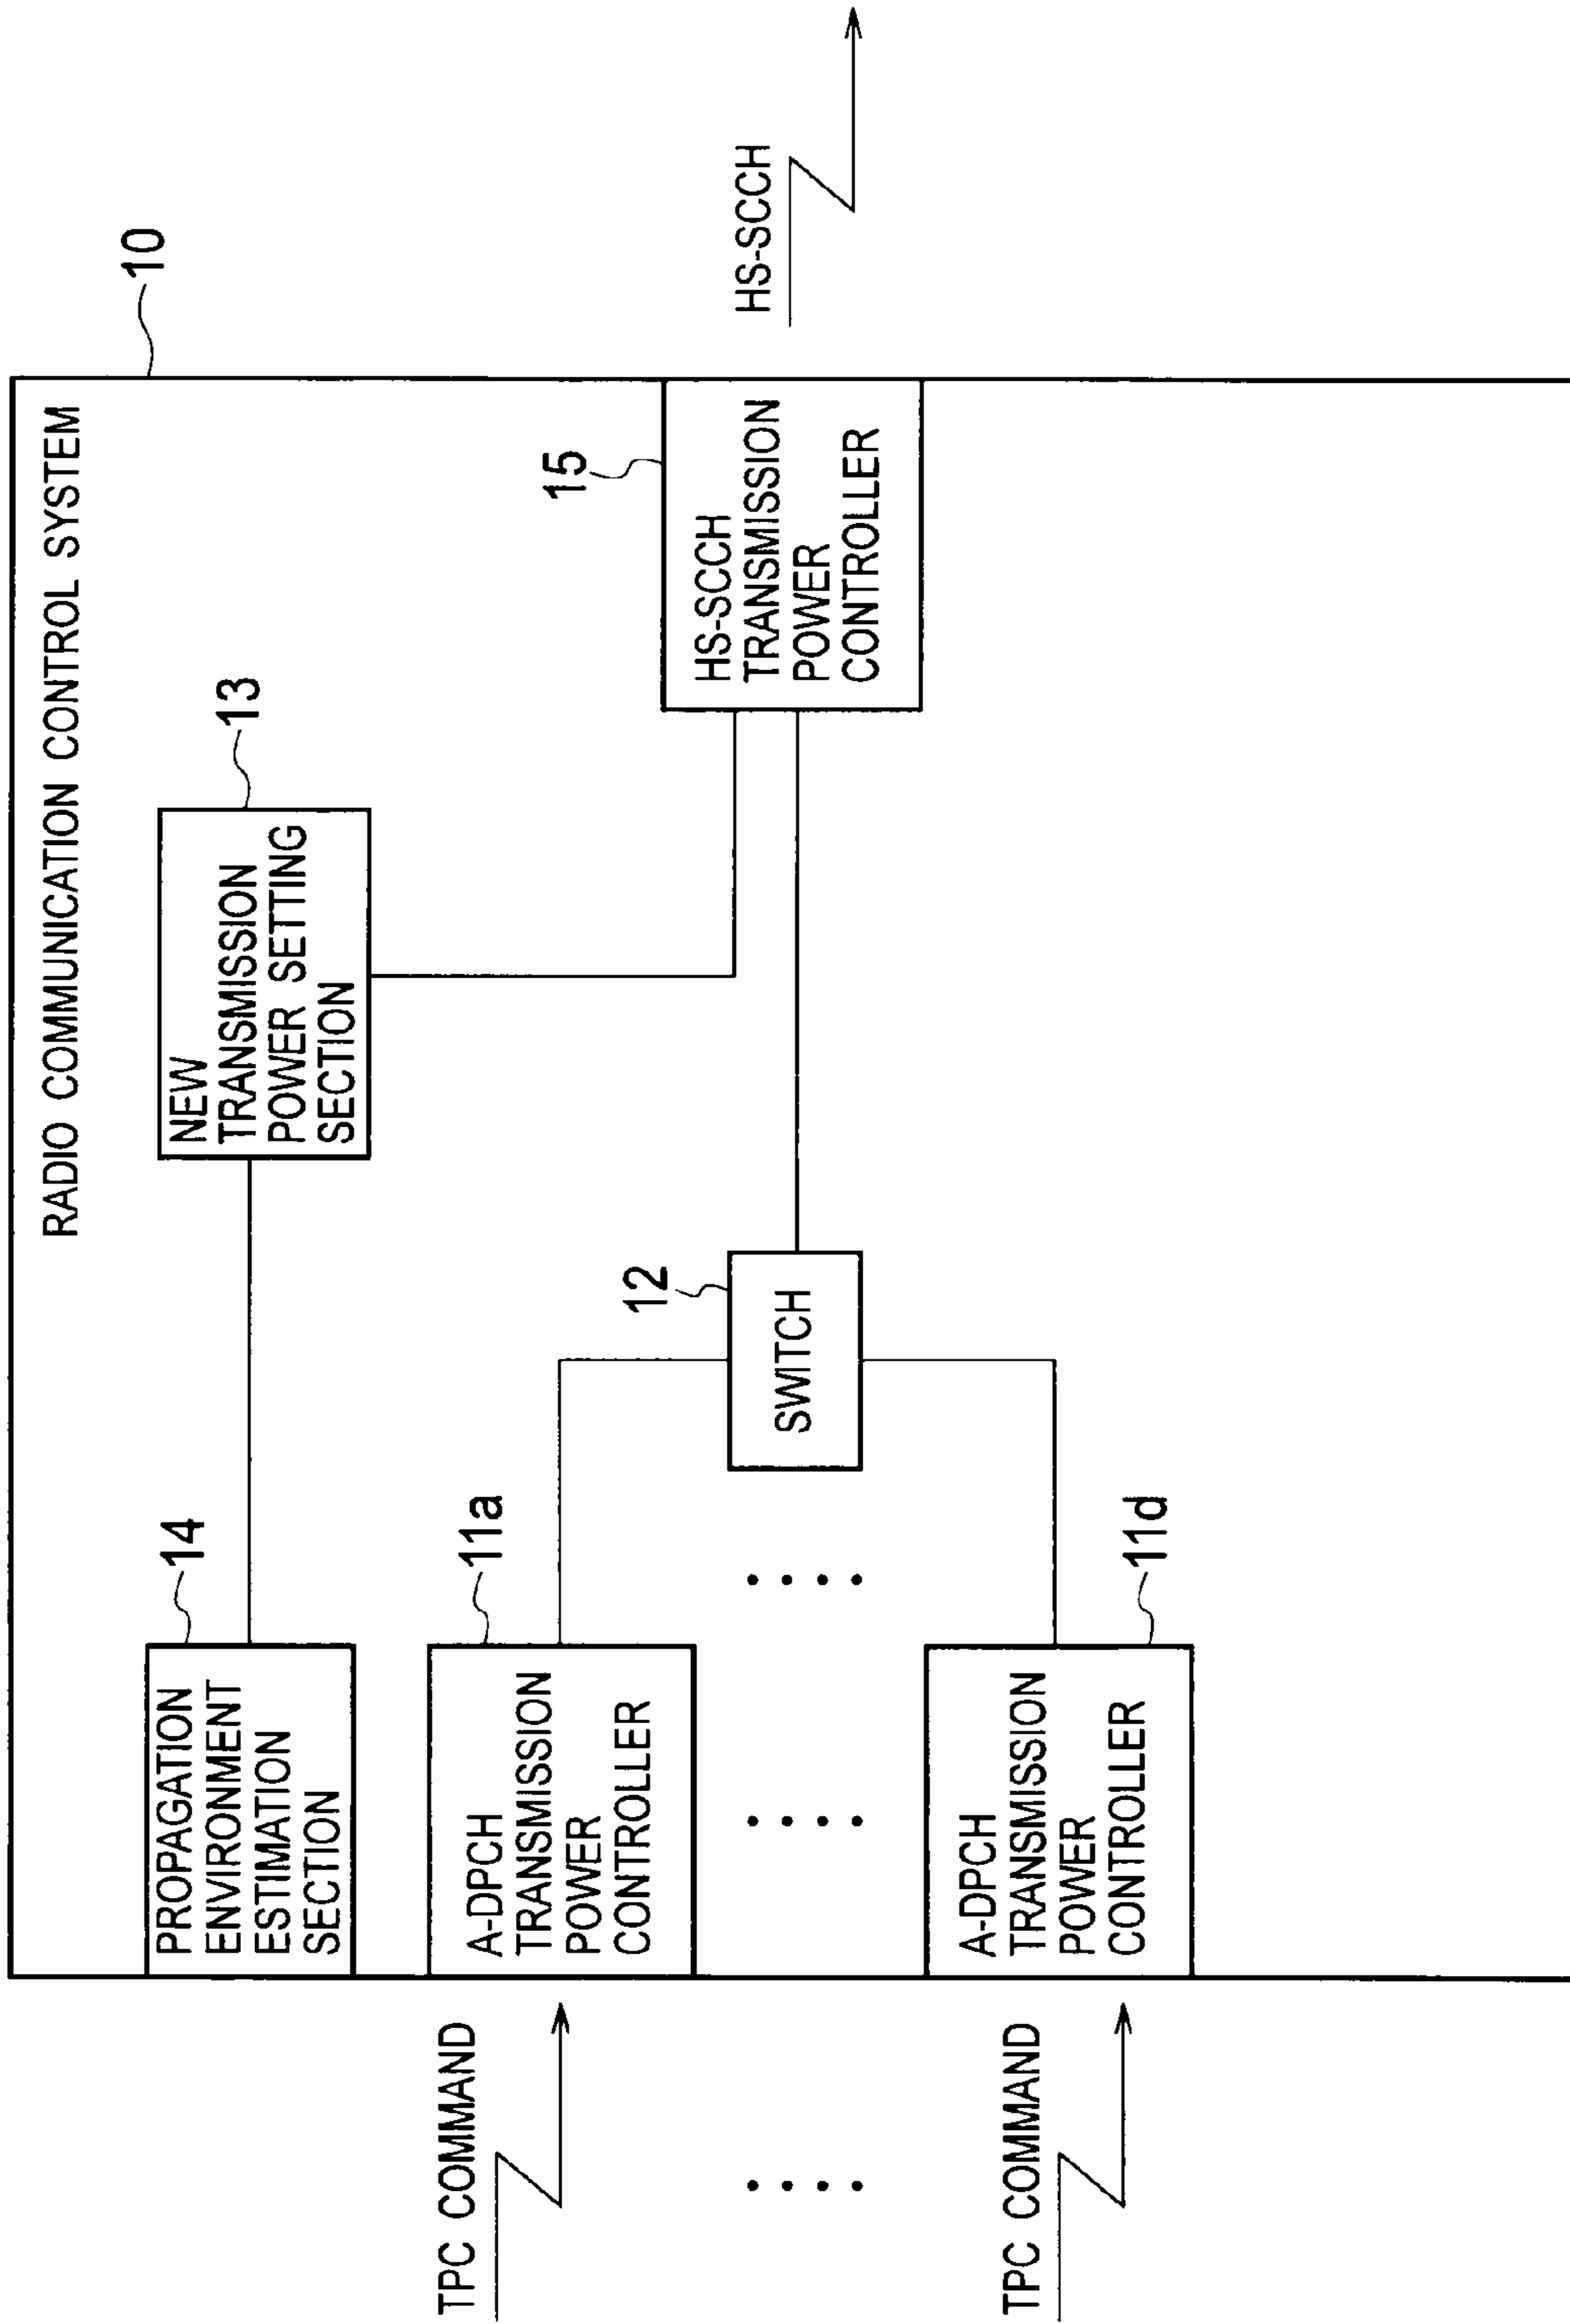 RADIO COMMUNICATION CONTROL SYSTEM
10
14
PROPAGATION
ENVIRONMENT
ESTIMATION
SECTION
13
NEW
TRANSMISSION
POWER SETTING
SECTION
TPC COMMAND
11a
A-DPCH
TRANSMISSION
POWER
CONTROLLER
12
SWITCH
15
HS-SCCH
TRANSMISSION
POWER
CONTROLLER
HS-SCCH
TPC COMMAND
11d
A-DPCH
TRANSMISSION
POWER
CONTROLLER